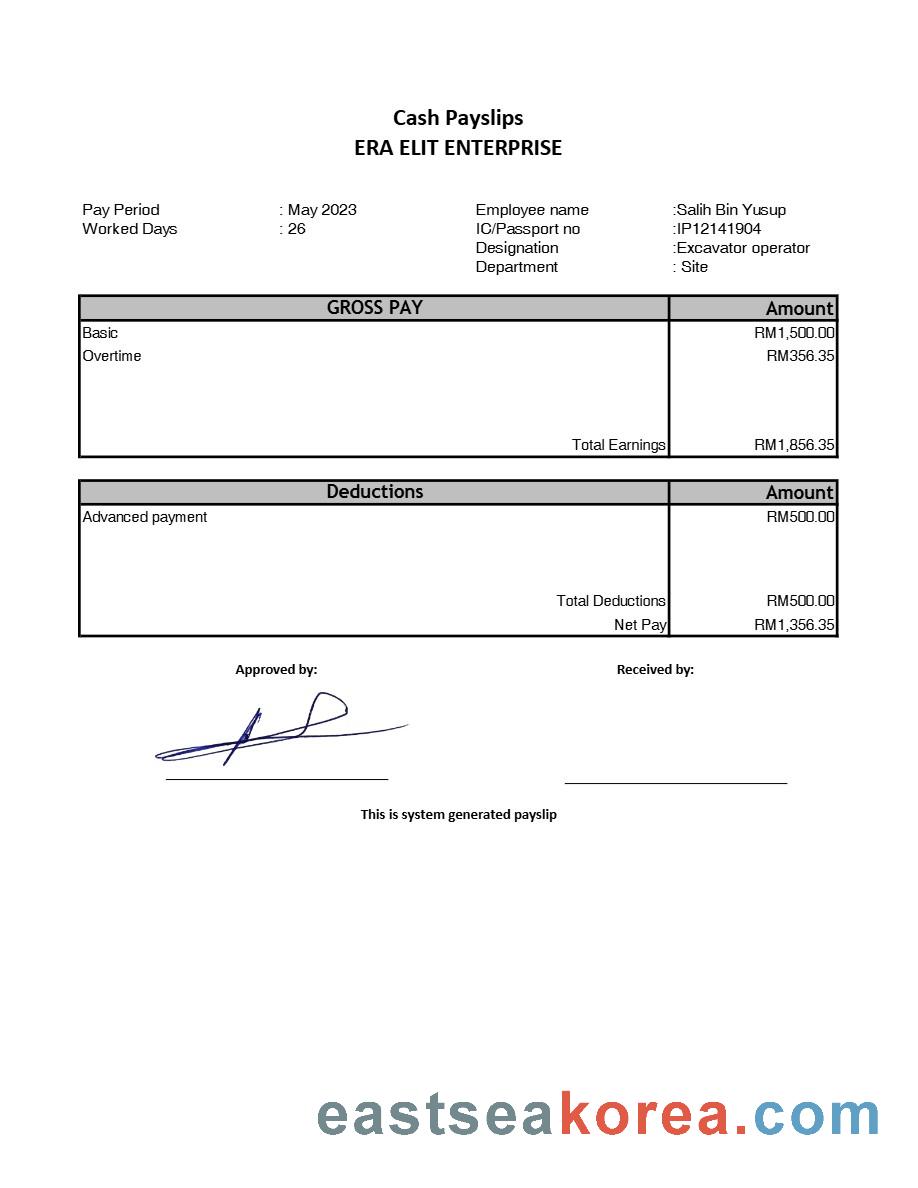 Cash Payslips
ERA ELIT ENTERPRISE
Pay Period : May 2023 Employee name :Salih Bin Yusup
Worked Days : 26 IC/Passport no :IP12141904
Designation :Excavator operator
Department : Site
GROSS PAY Amount
Basic RM1,500.00
Overtime RM356.35
Total Earnings RM1,856.35
Deductions Amount
Advanced payment RM500.00
Total Deductions RM500.00
Net Pay RM1,356.35
Approved by: Received by:
This is system generated payslip
eastseakorea.com